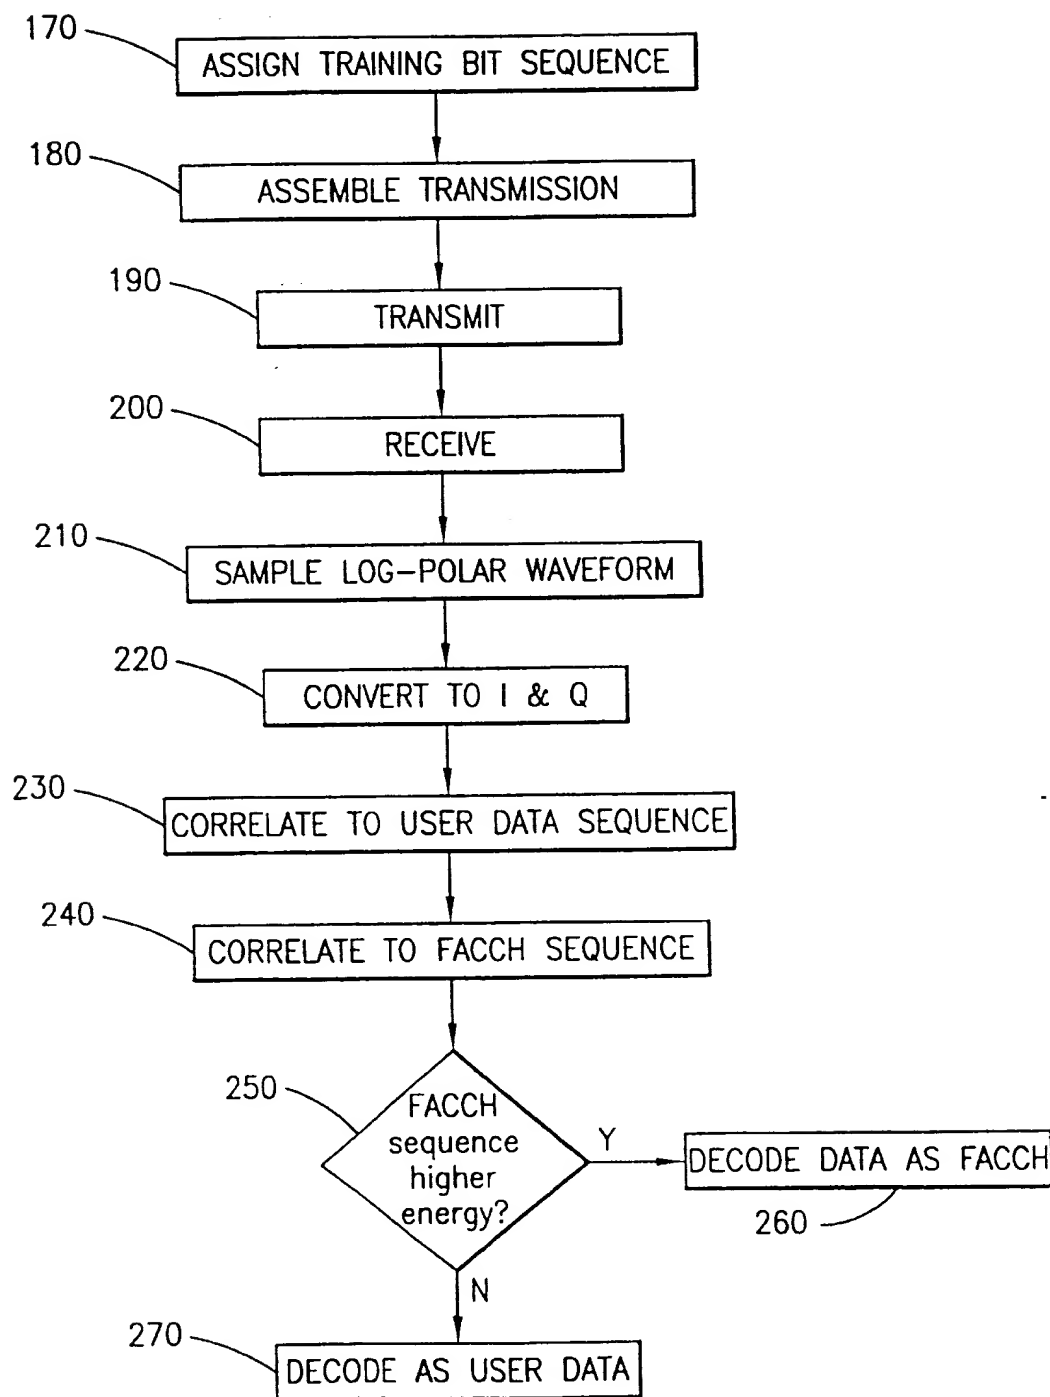 170
ASSIGN TRAINING BIT SEQUENCE
180
ASSEMBLE TRANSMISSION
190
TRANSMIT
200
RECEIVE
210
SAMPLE LOG-POLAR WAVEFORM
220
CONVERT TO I & Q
230
CORRELATE TO USER DATA SEQUENCE
240
CORRELATE TO FACCH SEQUENCE
250
FACCH
sequence
higher
energy?
Y
DECODE DATA AS FACCH
260
N
270
DECODE AS USER DATA